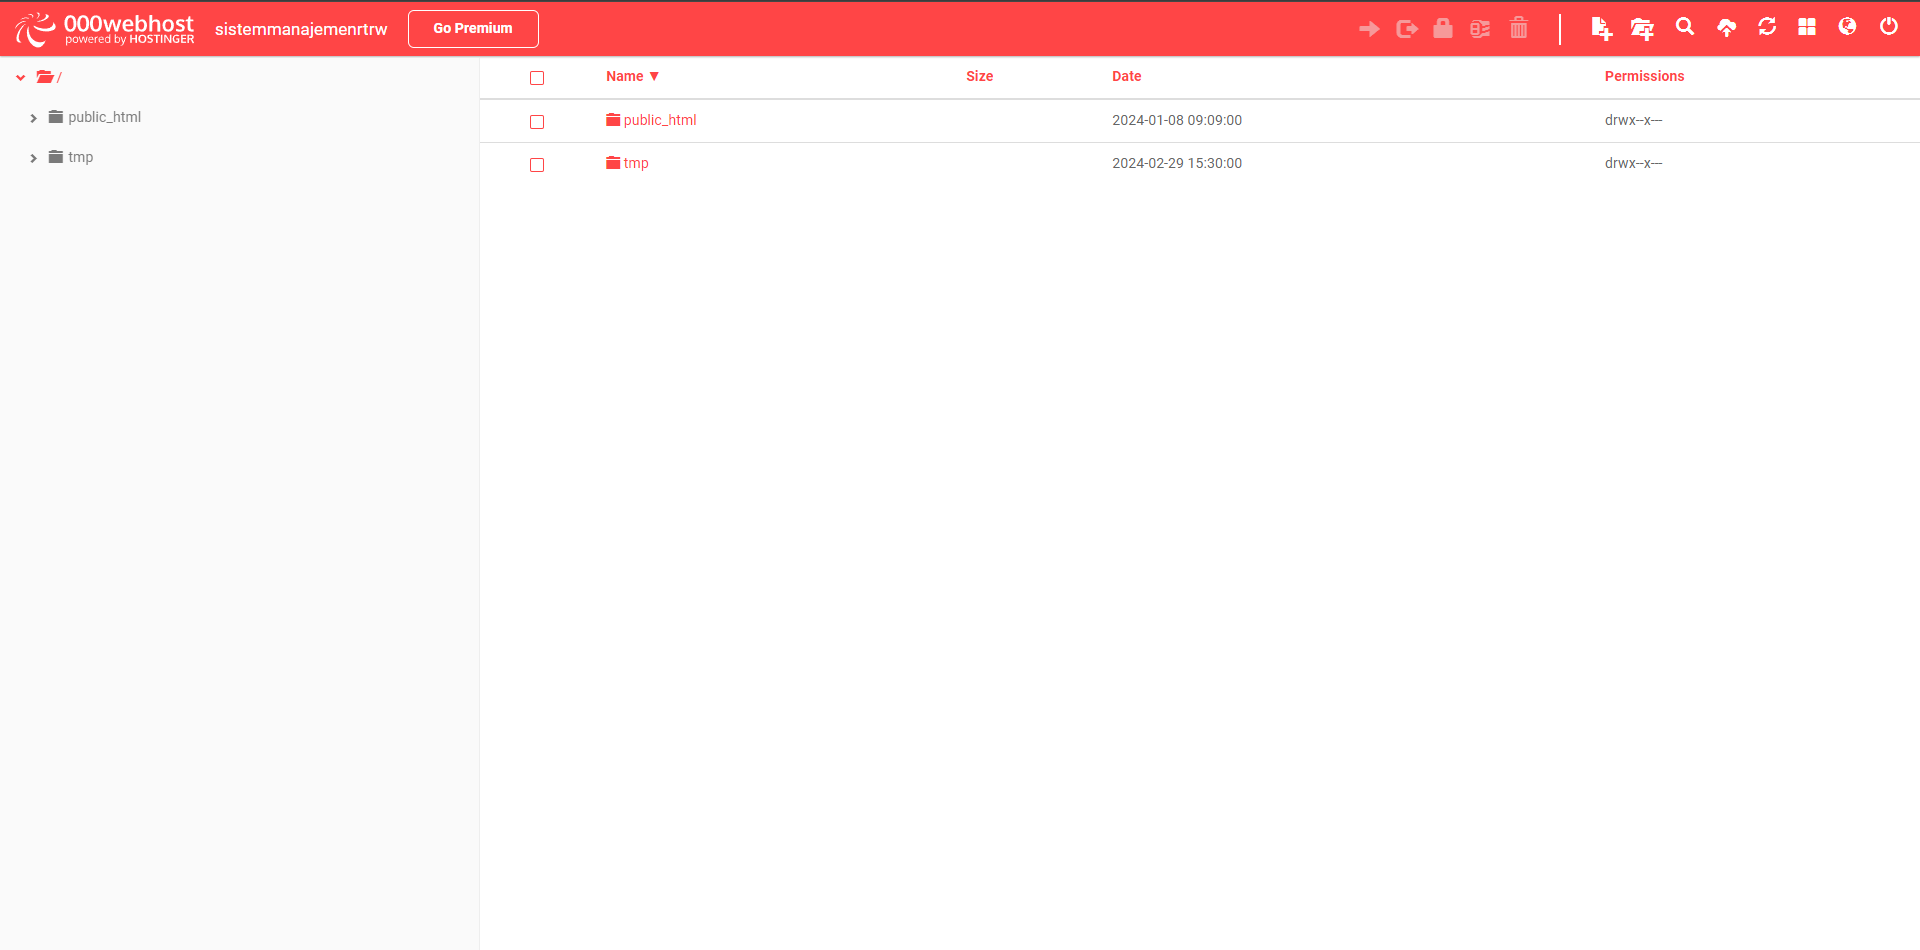 000webhost
powered by HOSTINGER
sistemmanajemenrtrw
Go Premium
/
public_html
tmp
Name ▼ Size Date Permissions
public_html 2024-01-08 09:09:00 drwx--x---
tmp 2024-02-29 15:30:00 drwx--x---